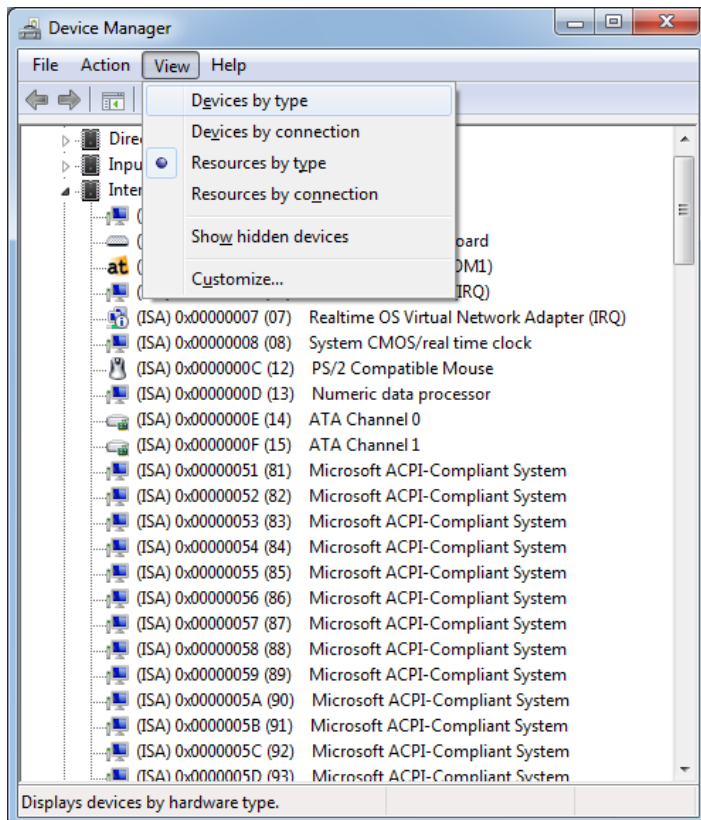 Device Manager
File Action View Help
Devices by type
Devices by connection
Resources by type
Resources by connection
Show hidden devices
Customize...
Dire
Inpu
Inter
(
( oard
at ( OM1)
( IRQ)
(ISA) 0x00000007 (07) Realtime OS Virtual Network Adapter (IRQ)
(ISA) 0x00000008 (08) System CMOS/real time clock
(ISA) 0x0000000C (12) PS/2 Compatible Mouse
(ISA) 0x0000000D (13) Numeric data processor
(ISA) 0x0000000E (14) ATA Channel 0
(ISA) 0x0000000F (15) ATA Channel 1
(ISA) 0x00000051 (81) Microsoft ACPI-Compliant System
(ISA) 0x00000052 (82) Microsoft ACPI-Compliant System
(ISA) 0x00000053 (83) Microsoft ACPI-Compliant System
(ISA) 0x00000054 (84) Microsoft ACPI-Compliant System
(ISA) 0x00000055 (85) Microsoft ACPI-Compliant System
(ISA) 0x00000056 (86) Microsoft ACPI-Compliant System
(ISA) 0x00000057 (87) Microsoft ACPI-Compliant System
(ISA) 0x00000058 (88) Microsoft ACPI-Compliant System
(ISA) 0x00000059 (89) Microsoft ACPI-Compliant System
(ISA) 0x0000005A (90) Microsoft ACPI-Compliant System
(ISA) 0x0000005B (91) Microsoft ACPI-Compliant System
(ISA) 0x0000005C (92) Microsoft ACPI-Compliant System
(ISA) 0x0000005D (93) Microsoft ACPI-Compliant System
Displays devices by hardware type.